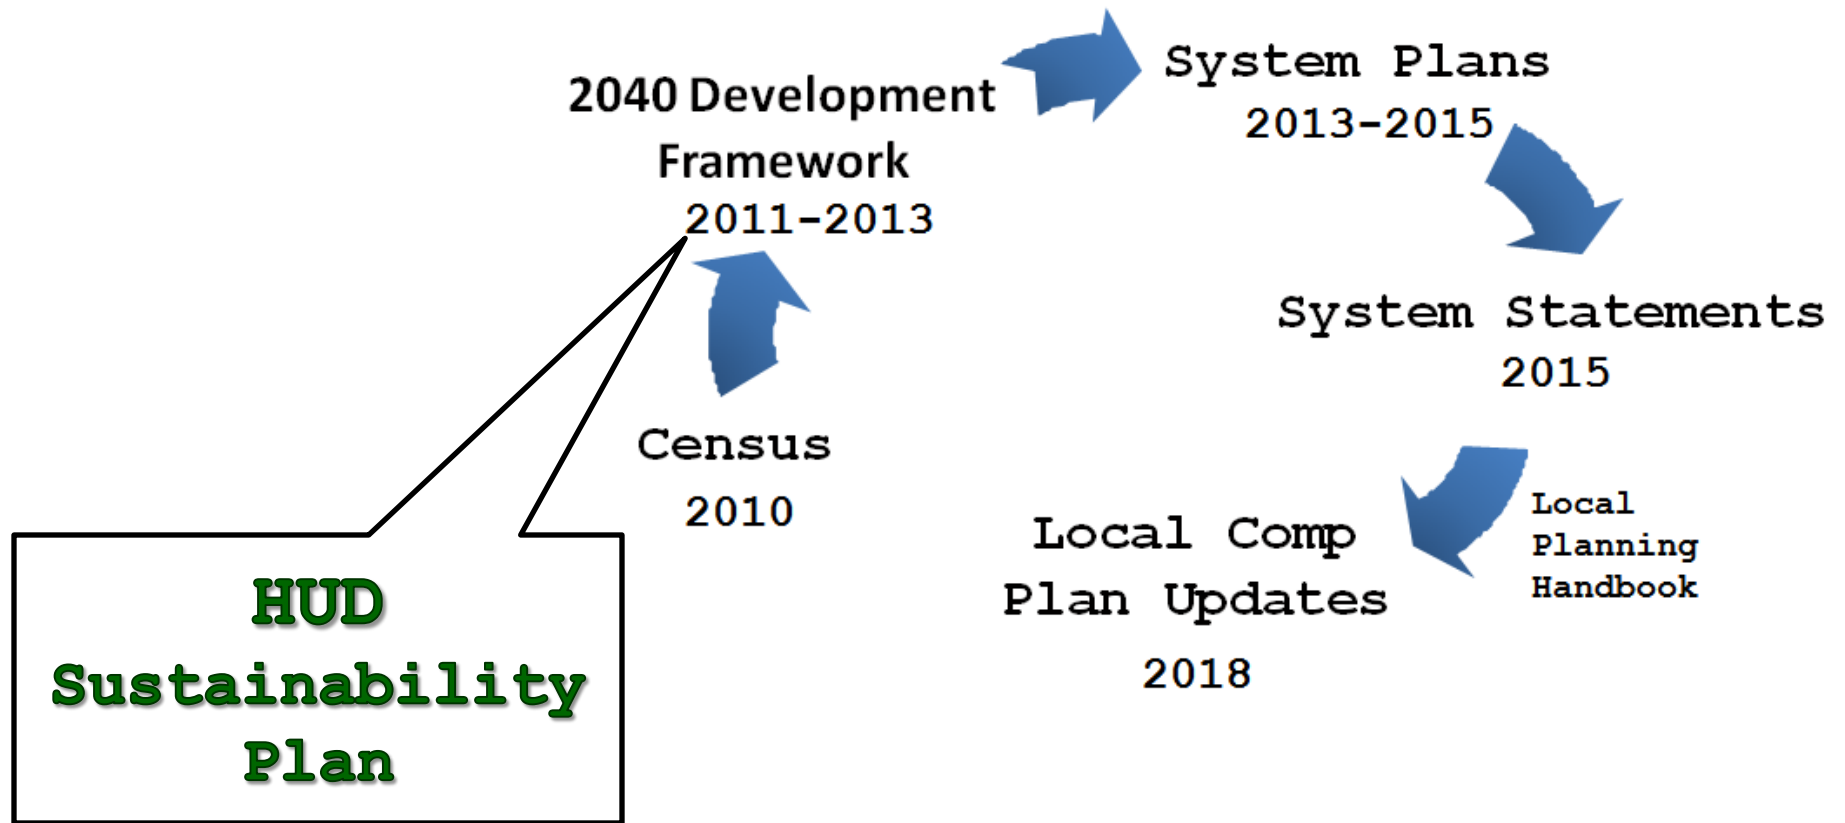 2040 Development
Framework
2011-2013
System Plans
2013-2015
System Statements
2015
Local
Planning
Handbook
Local Comp
Plan Updates
2018
Census
2010
HUD
Sustainability
Plan